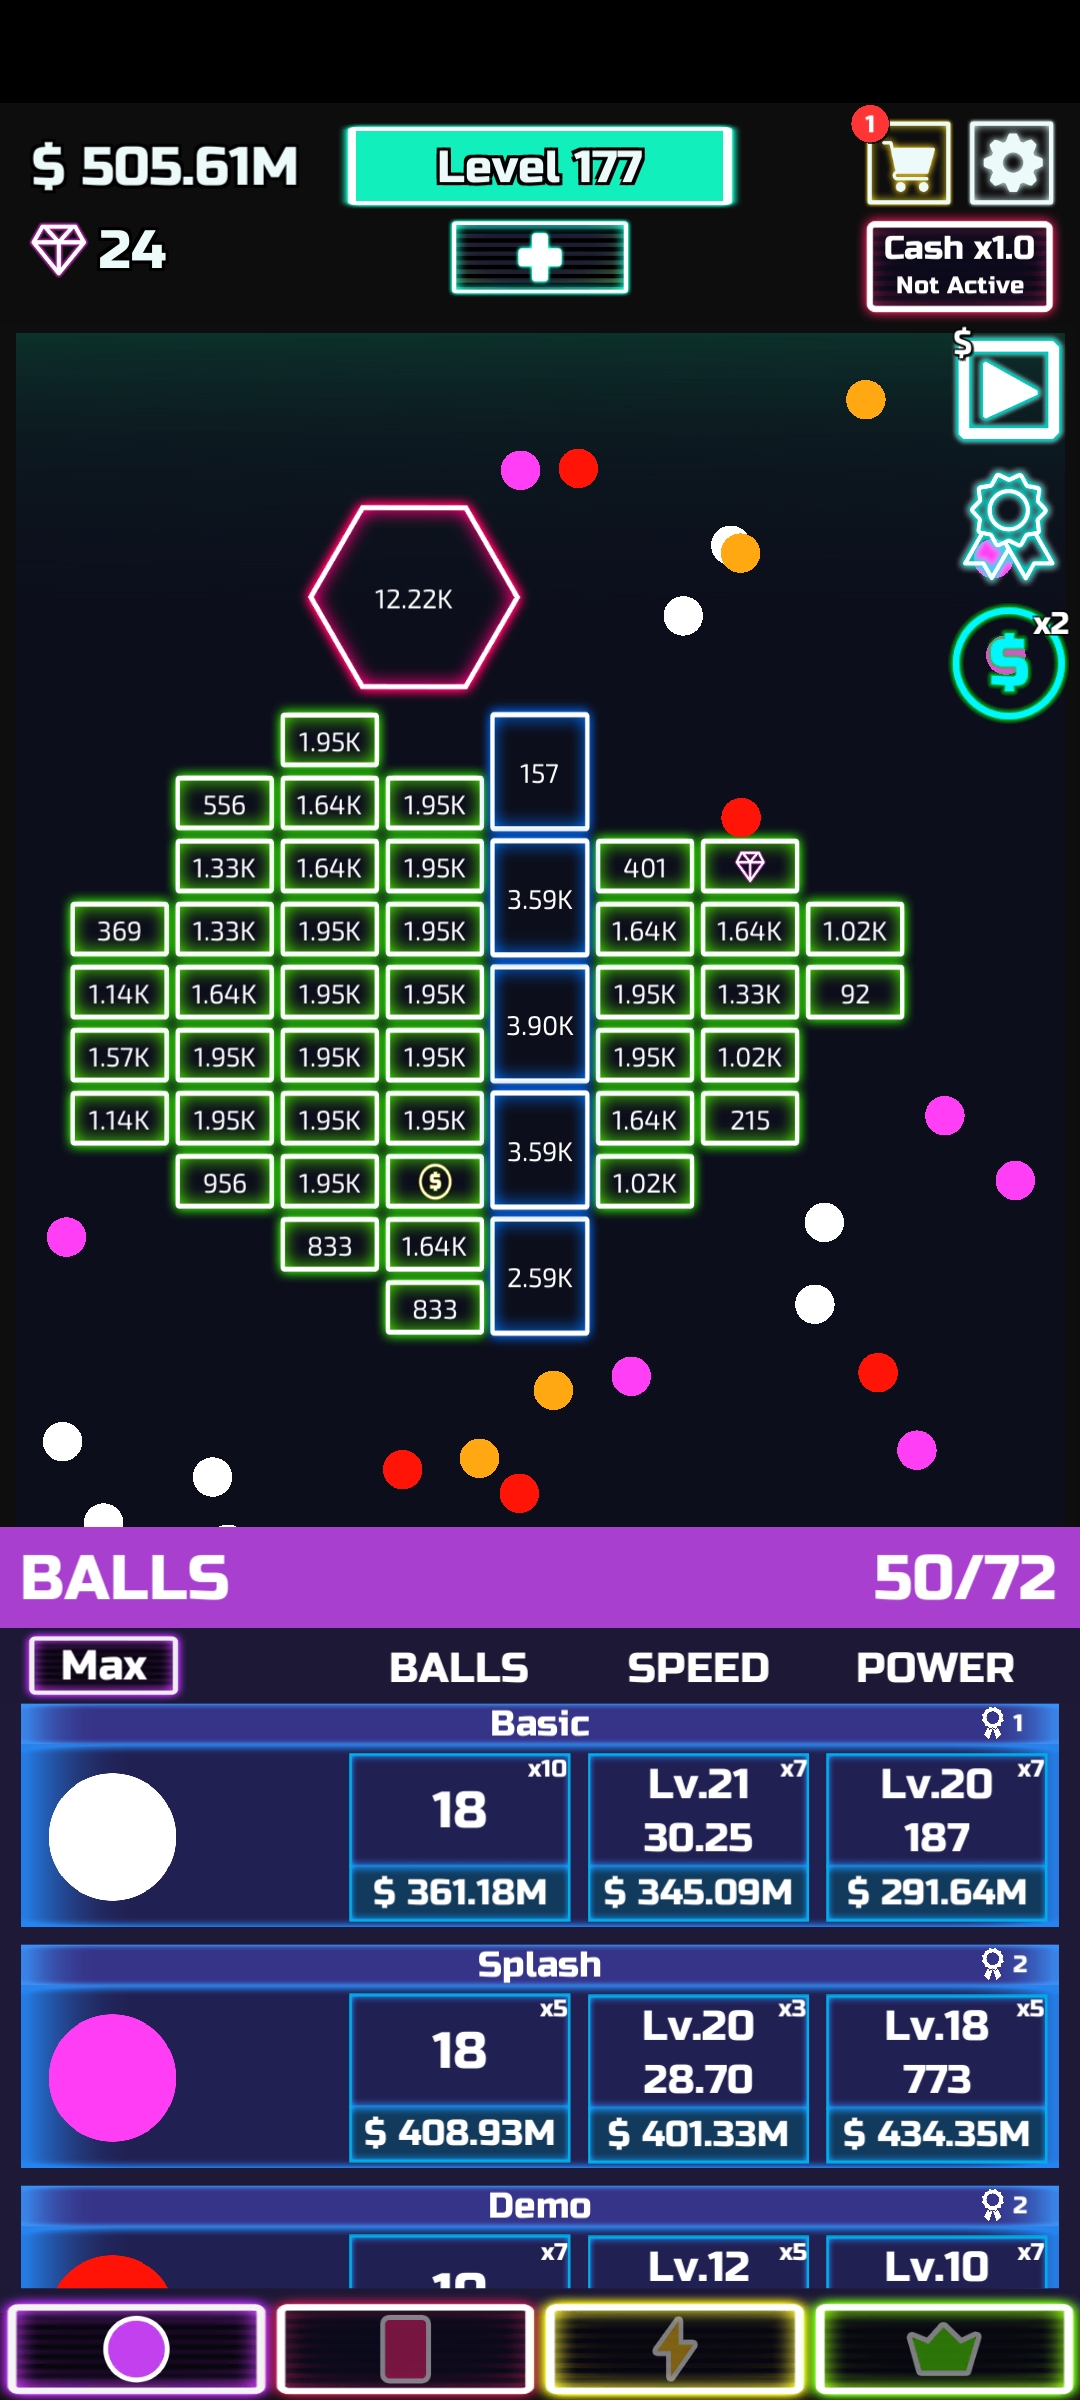 $ 505.61M
Level 177
1
24
Cash x1.0
Not Active
$
12.22K
x2
$
1.95K
157
556 1.64K 1.95K
1.33K 1.64K 1.95K 3.59K 401
369 1.33K 1.95K 1.95K 1.64K 1.64K 1.02K
1.14K 1.64K 1.95K 1.95K 3.90K 1.95K 1.33K 92
1.57K 1.95K 1.95K 1.95K 1.95K 1.02K
1.14K 1.95K 1.95K 1.95K 3.59K 1.64K 215
956 1.95K $ 1.02K
833 1.64K 2.59K
833
BALLS 50/72
Max BALLS SPEED POWER
Basic 1
x10 x7 x7
18 Lv.21 Lv.20
30.25 187
$ 361.18M $ 345.09M $ 291.64M
Splash 2
x5 x3 x5
18 Lv.20 Lv.18
28.70 773
$ 408.93M $ 401.33M $ 434.35M
Demo 2
x7 x5 x7
Lv.12 Lv.10